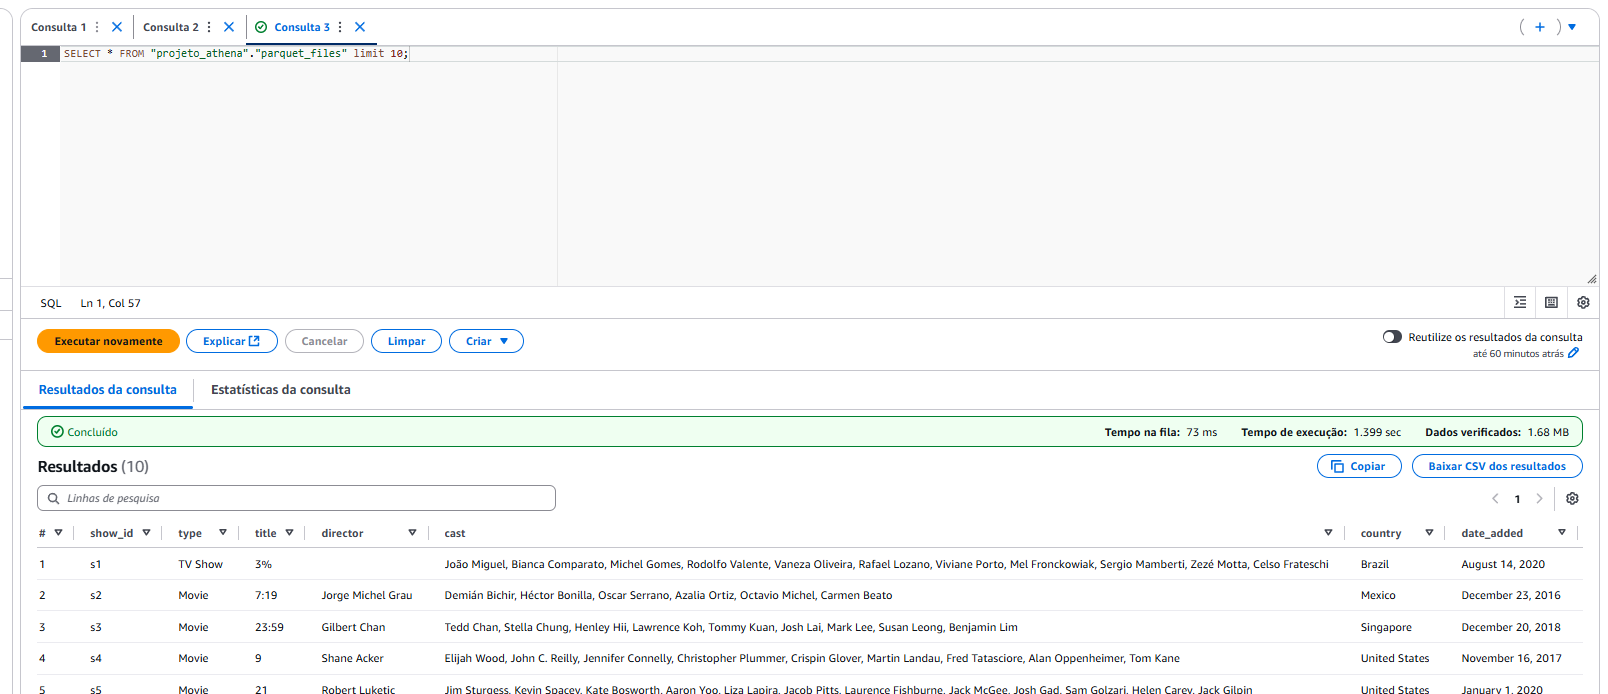 Consulta 1 Consulta 2 Consulta 3
1 SELECT * FROM "projeto_athena"."parquet_files" limit 10;
SQL Ln 1, Col 57
Executar novamente Explicar Cancelar Limpar Criar
Reutilize os resultados da consulta
até 60 minutos atrás
Resultados da consulta Estatísticas da consulta
Concluído Tempo na fila: 73 ms Tempo de execução: 1.399 sec Dados verificados: 1.68 MB
Resultados (10) Copiar Baixar CSV dos resultados
Linhas de pesquisa 1
# show_id type title director cast country date_added
1 s1 TV Show 3% João Miguel, Bianca Comparato, Michel Gomes, Rodolfo Valente, Vaneza Oliveira, Rafael Lozano, Viviane Porto, Mel Fronckowiak, Sergio Mamberti, Zezé Motta, Celso Frateschi Brazil August 14, 2020
2 s2 Movie 7:19 Jorge Michel Grau Demián Bichir, Héctor Bonilla, Oscar Serrano, Azalia Ortiz, Octavio Michel, Carmen Beato Mexico December 23, 2016
3 s3 Movie 23:59 Gilbert Chan Tedd Chan, Stella Chung, Henley Hii, Lawrence Koh, Tommy Kuan, Josh Lai, Mark Lee, Susan Leong, Benjamin Lim Singapore December 20, 2018
4 s4 Movie 9 Shane Acker Elijah Wood, John C. Reilly, Jennifer Connelly, Christopher Plummer, Crispin Glover, Martin Landau, Fred Tatasciore, Alan Oppenheimer, Tom Kane United States November 16, 2017
5 s5 Movie 21 Robert Luketic Jim Sturgess, Kevin Spacey, Kate Bosworth, Aaron Yoo, Liza Lapira, Jacob Pitts, Laurence Fishburne, Jack McGee, Josh Gad, Sam Golzari, Helen Carey, Jack Gilpin United States January 1, 2020